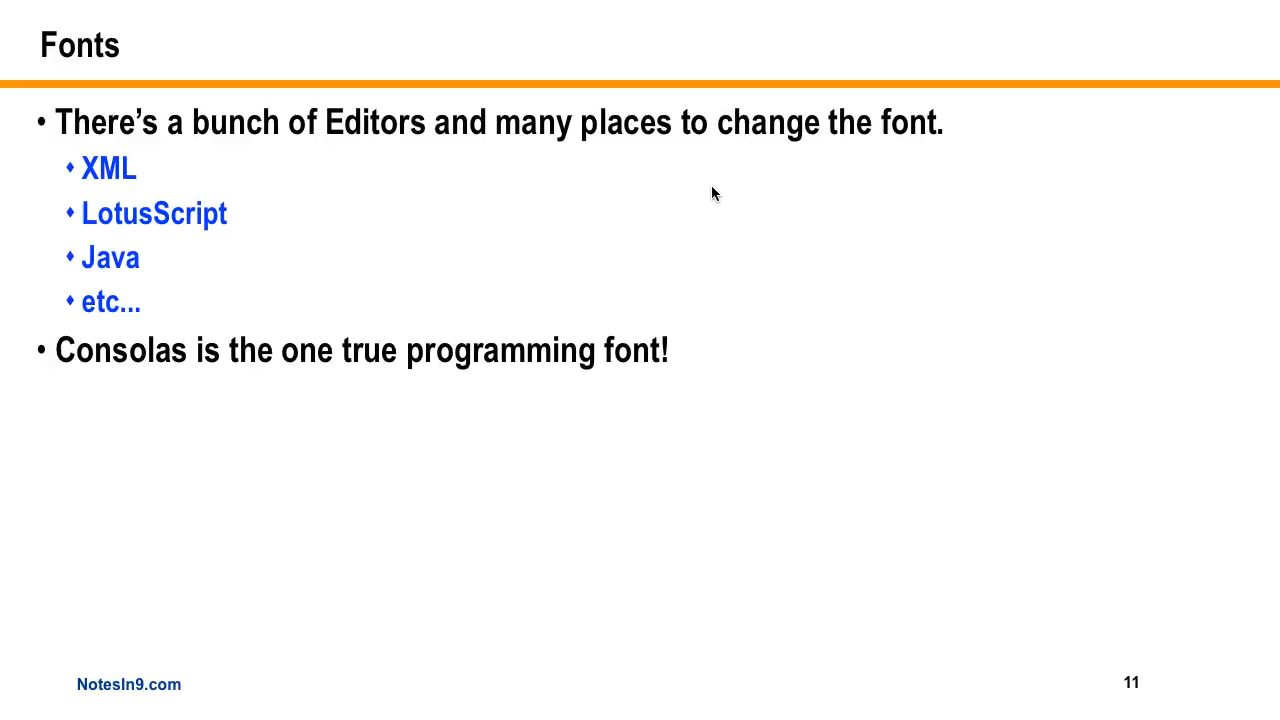 Fonts
• There’s a bunch of Editors and many places to change the font.
♦ XML
♦ LotusScript
♦ Java
♦ etc...
• Consolas is the one true programming font!
NotesIn9.com
11